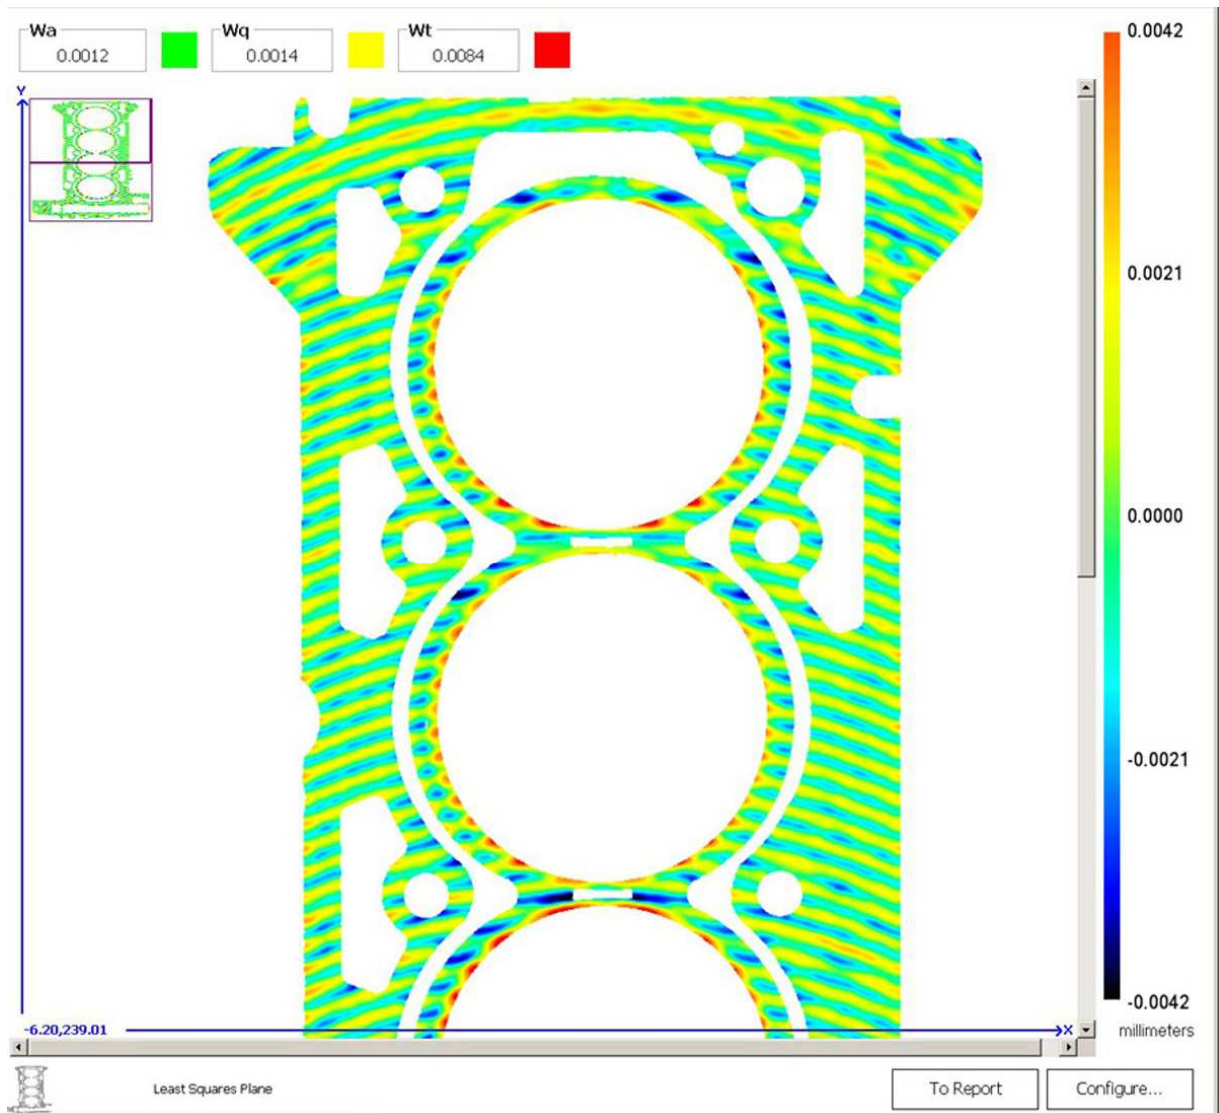 Wa
0.0012
Wq
0.0014
Wt
0.0084
Y
0.0042
0.0021
0.0000
-0.0021
-0.0042
millimeters
-6.20,239.01
X
Least Squares Plane
To Report
Configure...